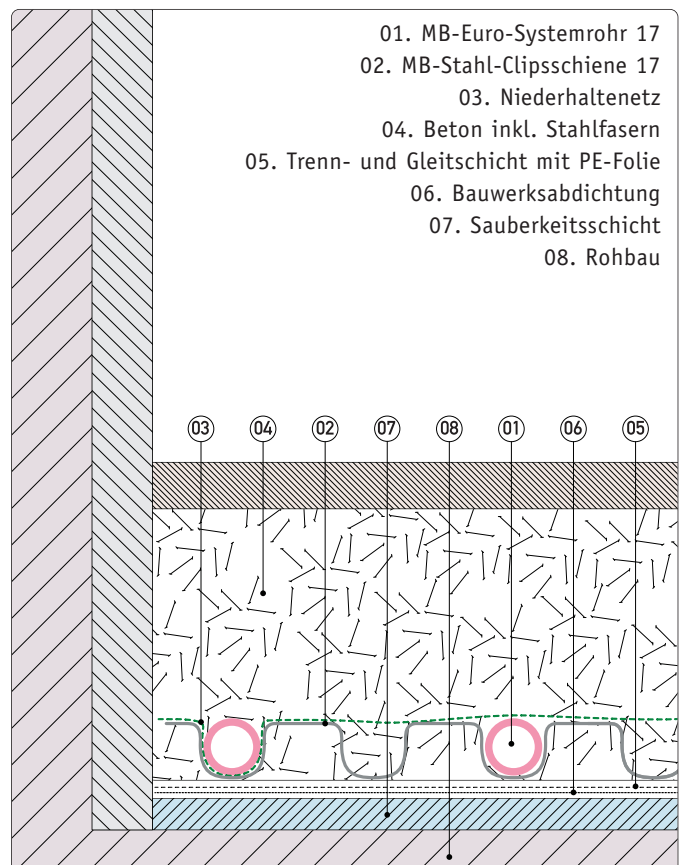 01. MB-Euro-Systemrohr 17
02. MB-Stahl-Clipsschiene 17
03. Niederhaltenetz
04. Beton inkl. Stahlfasern
05. Trenn- und Gleitschicht mit PE-Folie
06. Bauwerksabdichtung
07. Sauberkeitsschicht
08. Rohbau
03 04 02 07 08 01 06 05